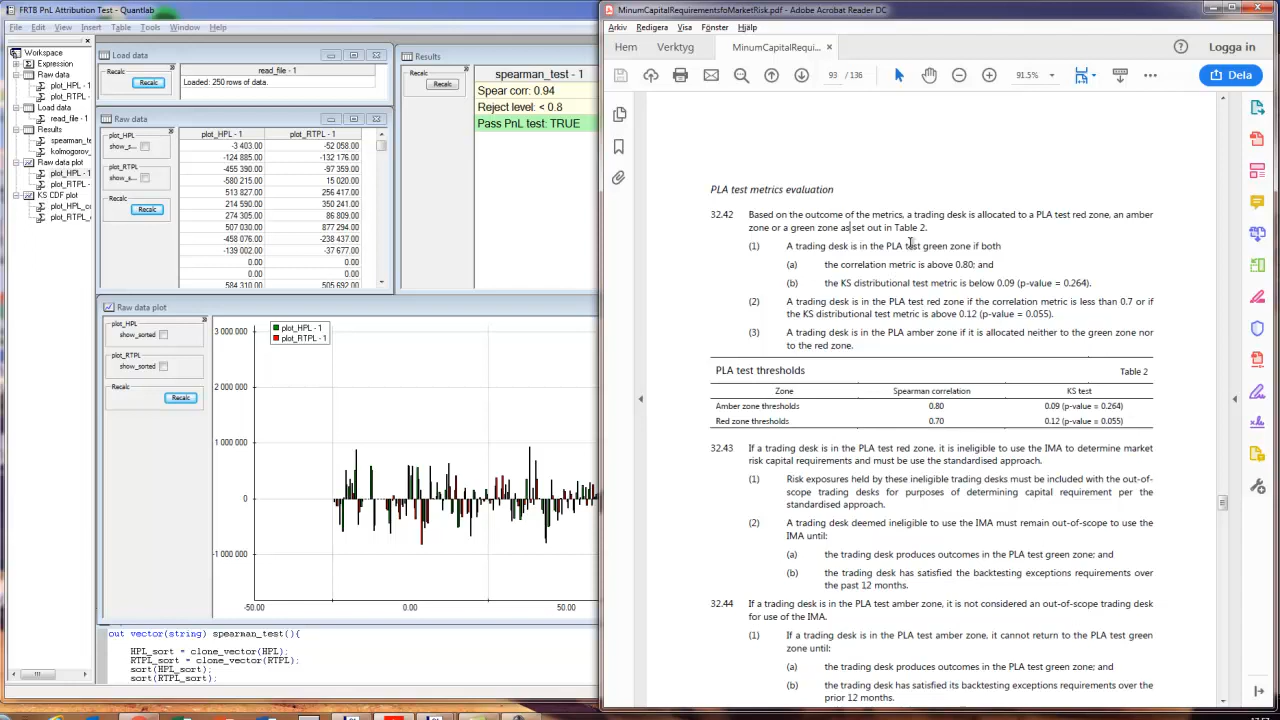 FRTB PnL Attribution Test - Quantlab
File Edit View Insert Table Tools Window Help
Workspace
Expression
Raw data
plot_HPL - 1
plot_RTPL -
Load data
read_file - 1
Results
spearman_te
kolmogorov_
Raw data plot
plot_HPL - 1
plot_RTPL -
KS CDF plot
plot_HPL_c
plot_RTPL_
Load data
Recalc
Recalc
read_file - 1
Loaded: 250 rows of data.
Raw data
plot_HPL
show_s...
plot_RTPL
show_s...
Recalc
Recalc
plot_HPL - 1 plot_RTPL - 1
-3 403.00 -52 058.00
-124 885.00 -132 176.00
-455 390.00 -97 359.00
-580 215.00 15 020.00
513 827.00 256 417.00
214 590.00 350 241.00
274 305.00 86 809.00
507 030.00 877 294.00
-458 076.00 -238 437.00
-139 002.00 -37 677.00
0.00 0.00
0.00 0.00
584 310.00 505 692.00
Results
Recalc
Recalc
spearman_test - 1
Spear corr: 0.94
Reject level: < 0.8
Pass PnL test: TRUE
Raw data plot
plot_HPL
show_sorted
plot_RTPL
show_sorted
Recalc
Recalc
plot_HPL - 1
plot_RTPL - 1
3 000 000
2 000 000
1 000 000
0
-1 000 000
-50.00 0.00 50.00
out vector(string) spearman_test(){
HPL_sort = clone_vector(HPL);
RTPL_sort = clone_vector(RTPL);
sort(HPL_sort);
sort(RTPL_sort);
MinumCapitalRequirementsfoMarketRisk.pdf - Adobe Acrobat Reader DC
Arkiv Redigera Visa Fönster Hjälp
Hem Verktyg MinumCapitalRequi... Logga in
91.5% Dela
PLA test metrics evaluation
32.42 Based on the outcome of the metrics, a trading desk is allocated to a PLA test red zone, an amber
zone or a green zone as set out in Table 2.
(1) A trading desk is in the PLA test green zone if both
(a) the correlation metric is above 0.80; and
(b) the KS distributional test metric is below 0.09 (p-value = 0.264).
(2) A trading desk is in the PLA test red zone if the correlation metric is less than 0.7 or if
the KS distributional test metric is above 0.12 (p-value = 0.055).
(3) A trading desk is in the PLA amber zone if it is allocated neither to the green zone nor
to the red zone.
PLA test thresholds Table 2
Zone Spearman correlation KS test
Amber zone thresholds 0.80 0.09 (p-value = 0.264)
Red zone thresholds 0.70 0.12 (p-value = 0.055)
32.43 If a trading desk is in the PLA test red zone, it is ineligible to use the IMA to determine market
risk capital requirements and must be use the standardised approach.
(1) Risk exposures held by these ineligible trading desks must be included with the out-of-
scope trading desks for purposes of determining capital requirement per the
standardised approach.
(2) A trading desk deemed ineligible to use the IMA must remain out-of-scope to use the
IMA until:
(a) the trading desk produces outcomes in the PLA test green zone; and
(b) the trading desk has satisfied the backtesting exceptions requirements over
the past 12 months.
32.44 If a trading desk is in the PLA test amber zone, it is not considered an out-of-scope trading desk
for use of the IMA.
(1) If a trading desk is in the PLA test amber zone, it cannot return to the PLA test green
zone until:
(a) the trading desk produces outcomes in the PLA test green zone; and
(b) the trading desk has satisfied its backtesting exceptions requirements over the
prior 12 months.